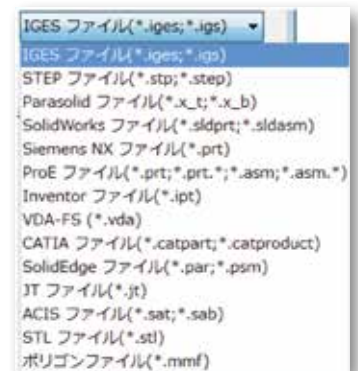 IGES ファイル(*.iges;*.igs)
IGES ファイル(*.iges;*.igs)
STEP ファイル(*.stp;*.step)
Parasolid ファイル(*.x_t;*.x_b)
SolidWorks ファイル(*.sldprt;*.sldasm)
Siemens NX ファイル(*.prt)
ProE ファイル(*.prt;*.prt.*;*.asm;*.asm.*)
Inventor ファイル(*.ipt)
VDA-FS (*.vda)
CATIA ファイル(*.catpart;*.catproduct)
SolidEdge ファイル(*.par;*.psm)
JT ファイル(*.jt)
ACIS ファイル(*.sat;*.sab)
STL ファイル(*.stl)
ポリゴンファイル(*.mmf)